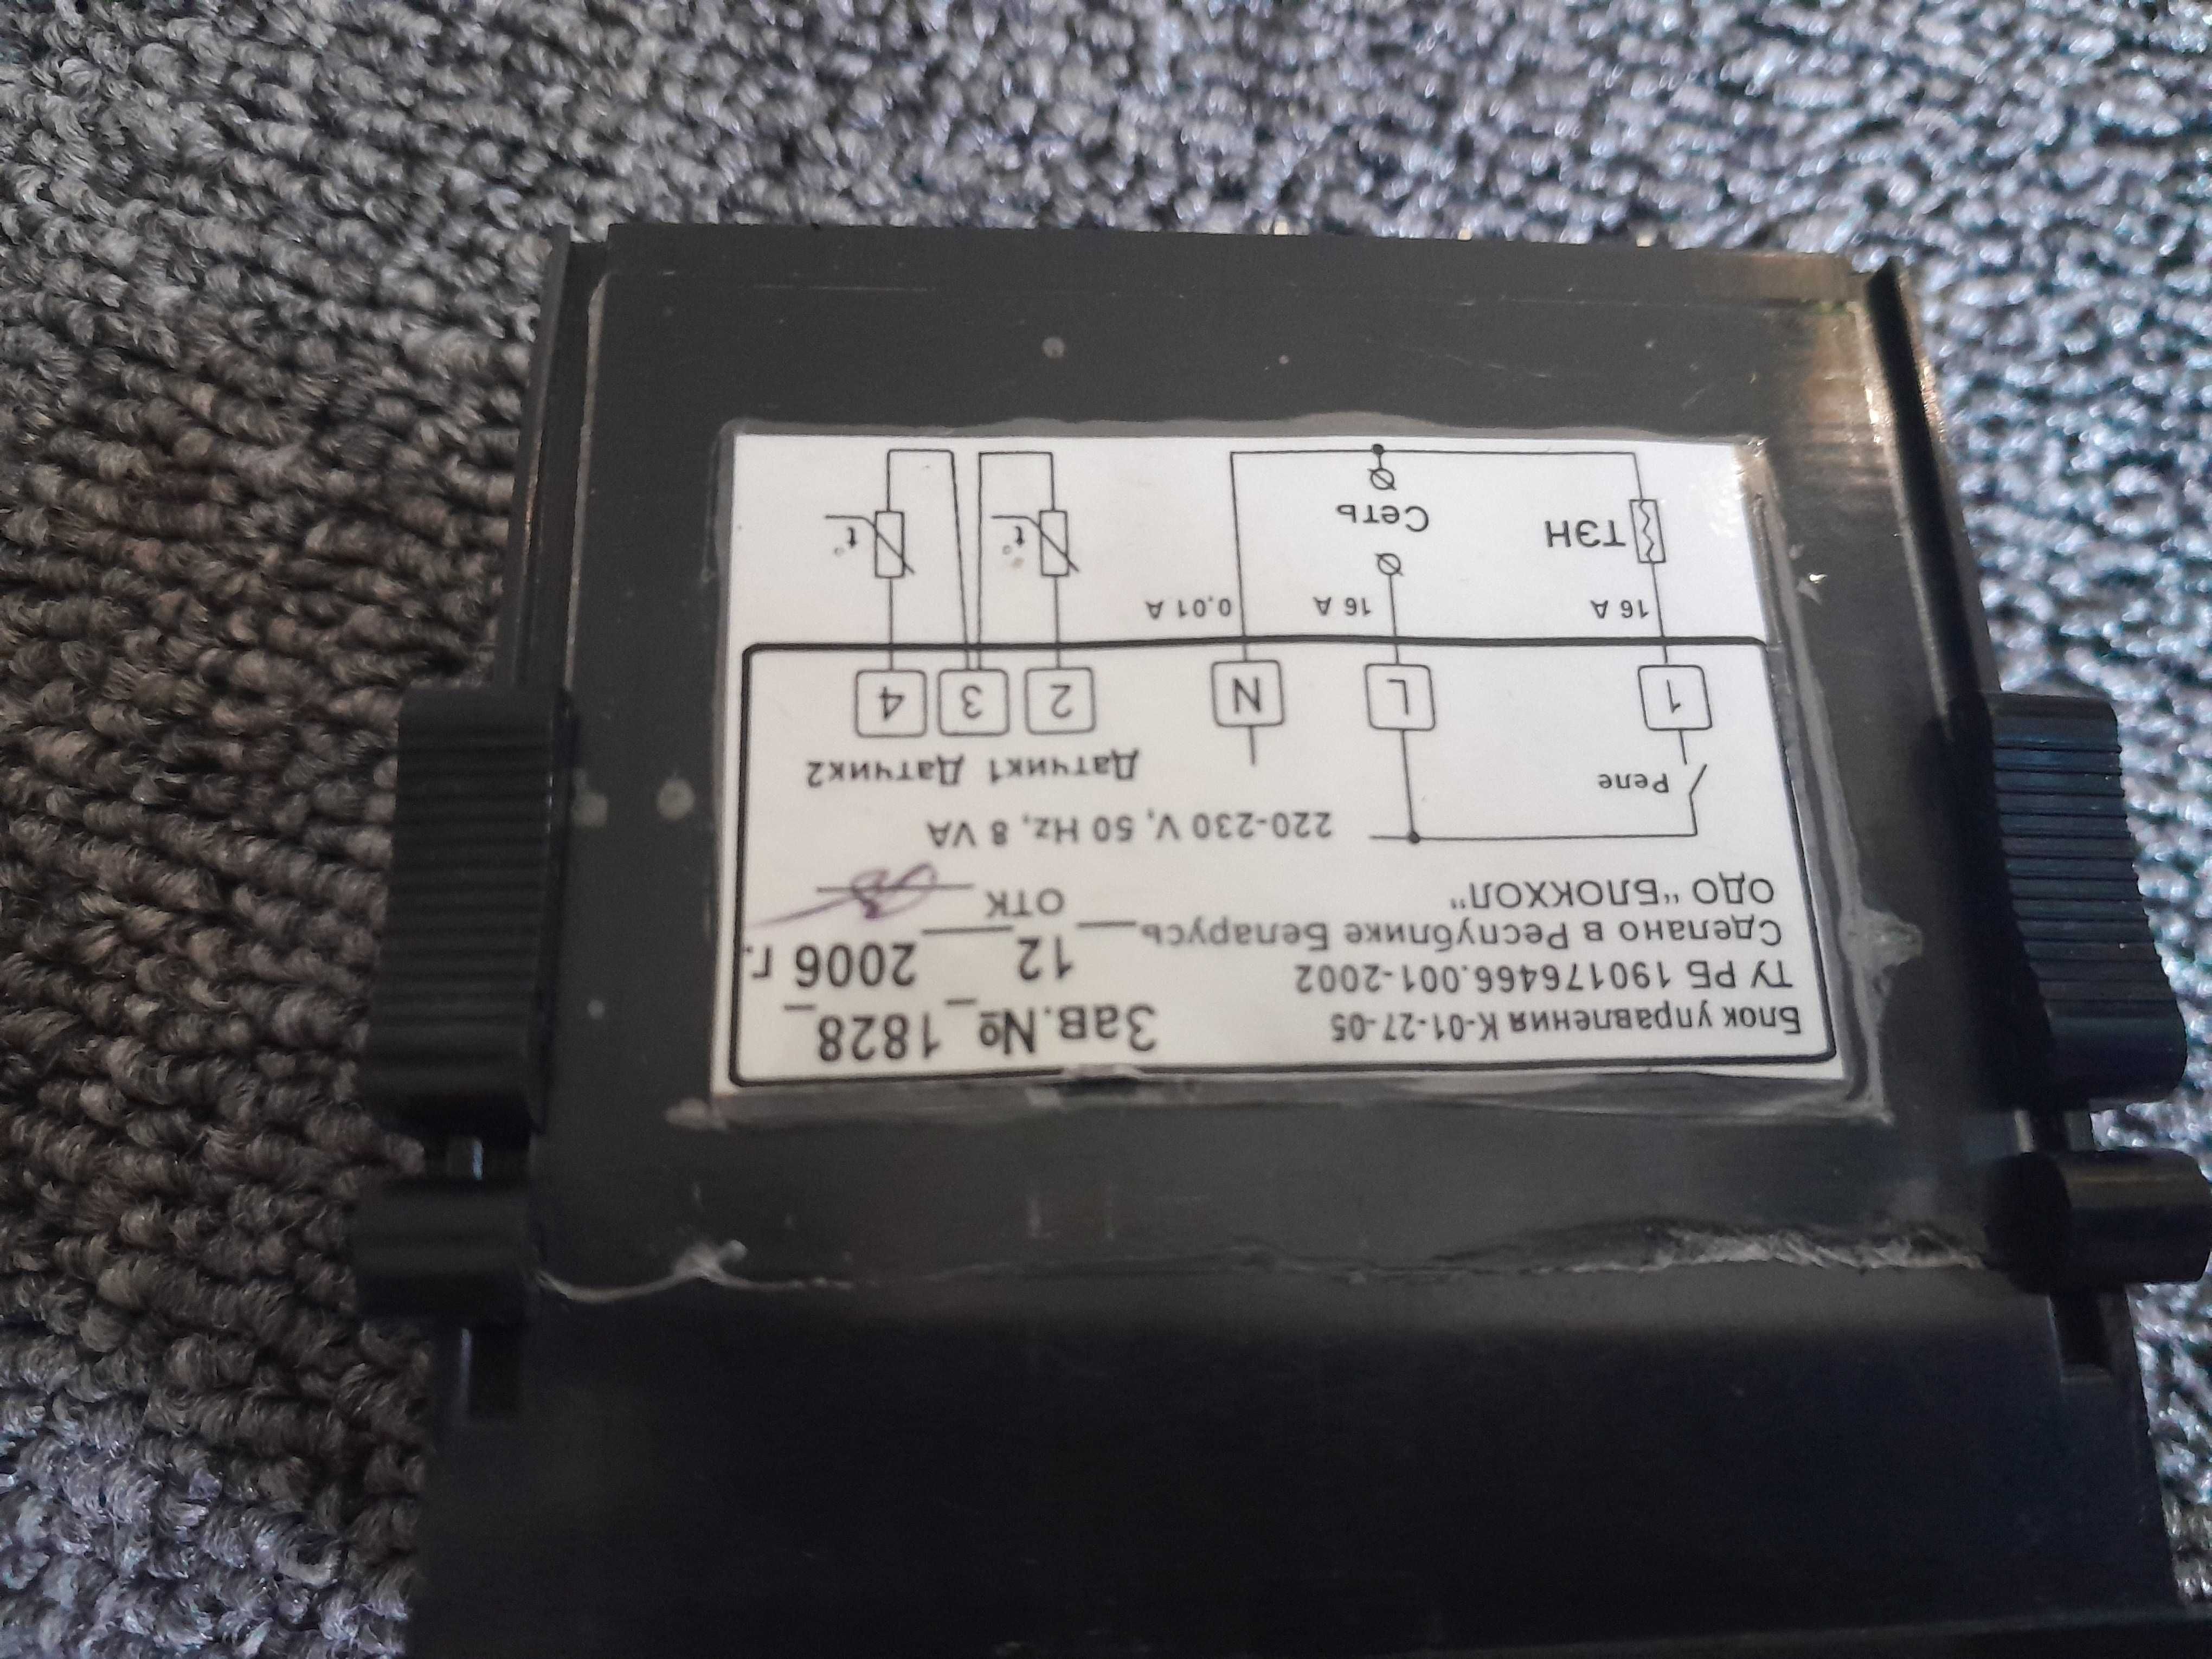 Блок управления К-01-27-05
Зав.№ 1828
ТУ РБ 190176466.001-2002
12 2006 г.
Сделано в Республике Беларусь
ОТК
ОДО "БЛОКХОЛ"
220-230 V, 50 Hz, 8 VA
Реле
Датчик1 Датчик2
1 L N 2 3 4
16 A 16 A 0,01 A
ТЭН Сеть t° t°